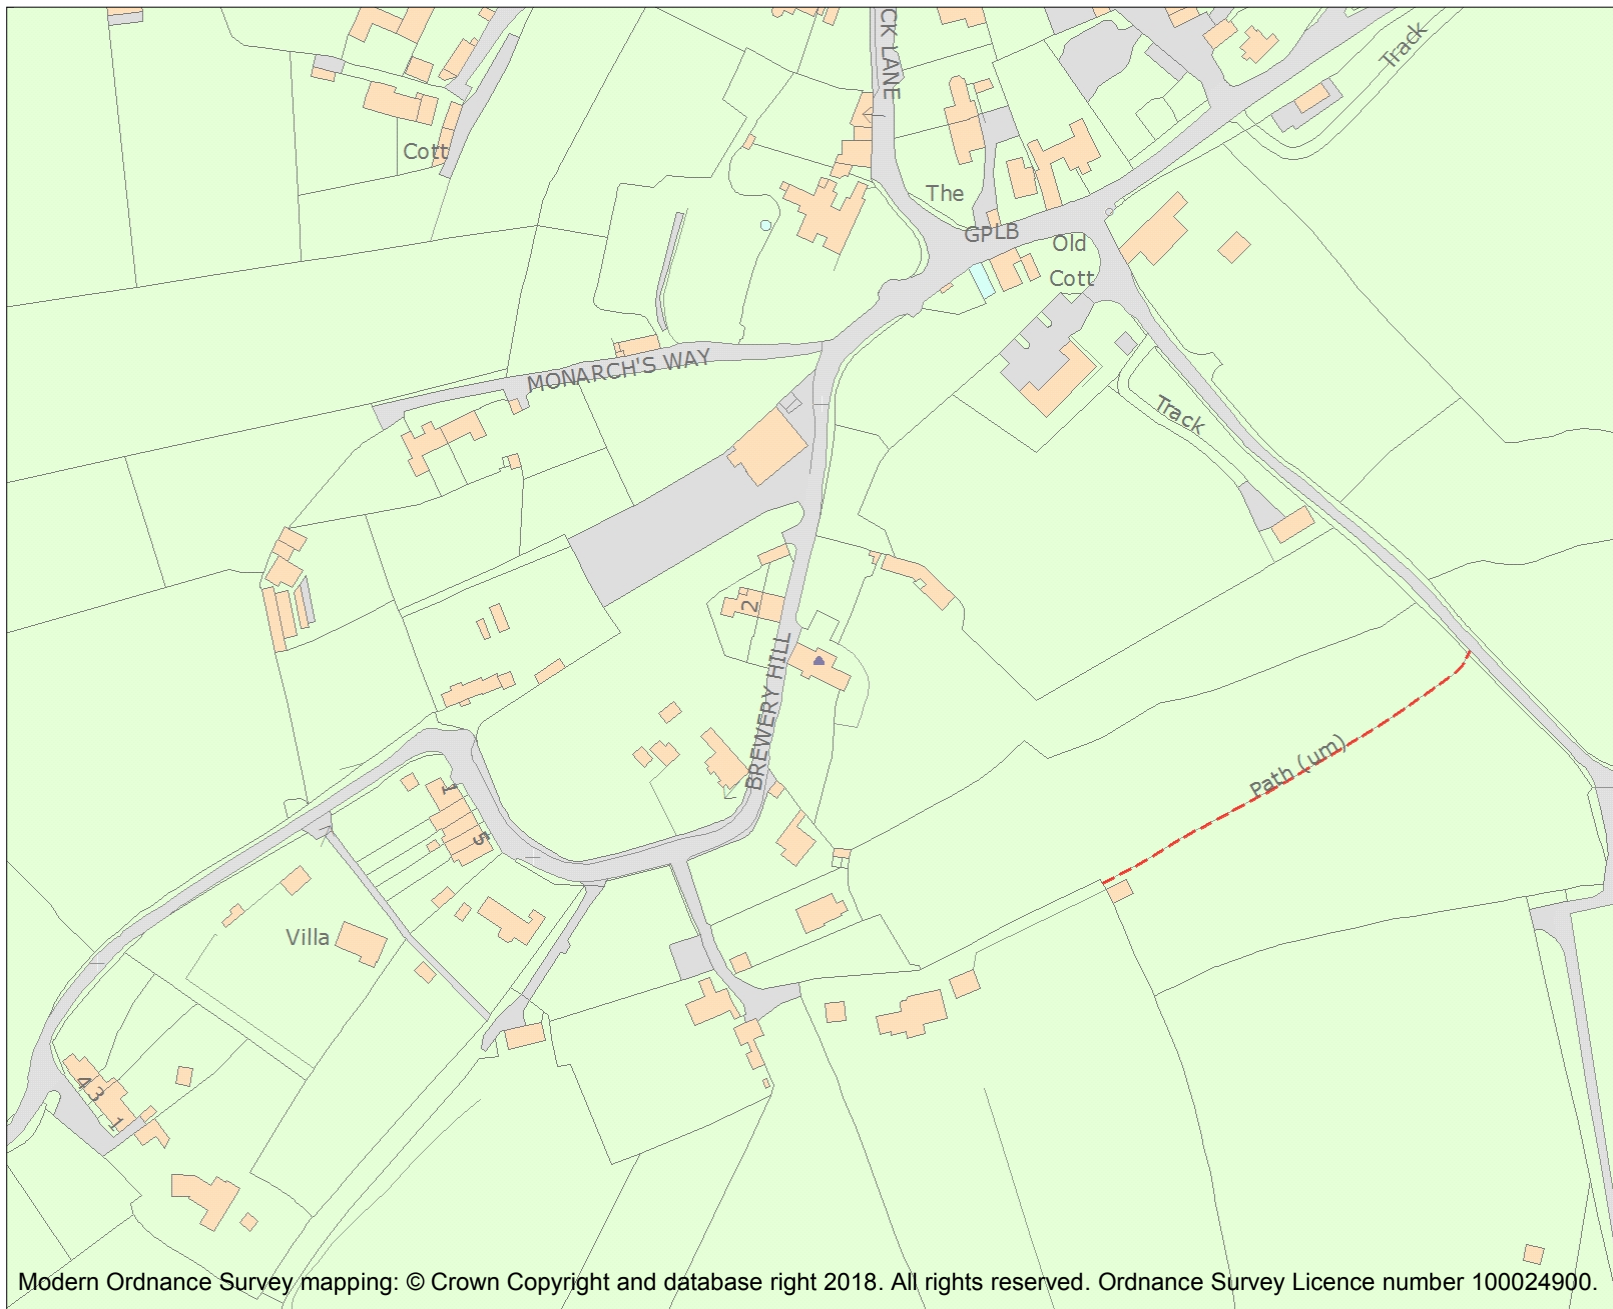 CK LANE
Track
Cott
The
GPLB
Old
Cott
MONARCH'S WAY
Track
2
BREWERY HILL
Path (um)
1
5
Villa
4
3
1
Modern Ordnance Survey mapping: © Crown Copyright and database right 2018. All rights reserved. Ordnance Survey Licence number 100024900.